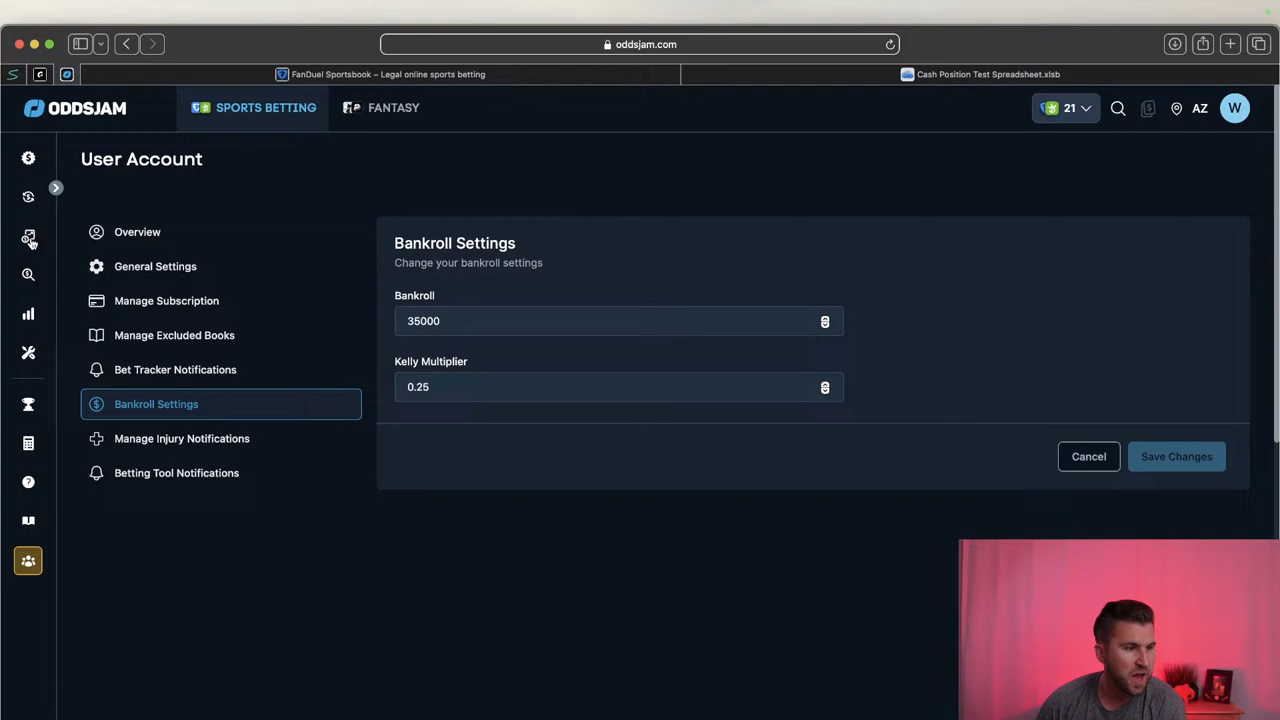 oddsjam.com
FanDuel Sportsbook – Legal online sports betting
Cash Position Test Spreadsheet.xlsb
ODDSJAM
SPORTS BETTING
FANTASY
21
AZ
W
User Account
Overview
General Settings
Manage Subscription
Manage Excluded Books
Bet Tracker Notifications
Bankroll Settings
Manage Injury Notifications
Betting Tool Notifications
Bankroll Settings
Change your bankroll settings
Bankroll
35000
Kelly Multiplier
0.25
Cancel
Save Changes